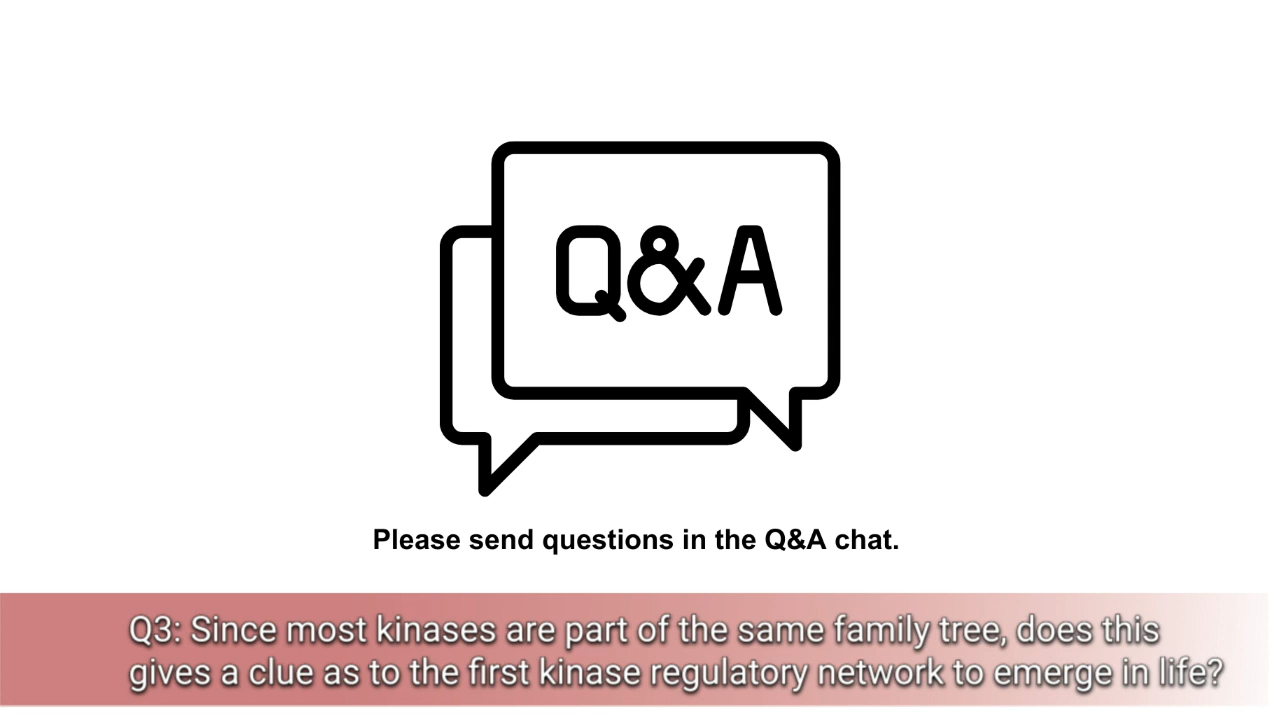 Q&A
Please send questions in the Q&A chat.
Q3: Since most kinases are part of the same family tree, does this
gives a clue as to the first kinase regulatory network to emerge in life?